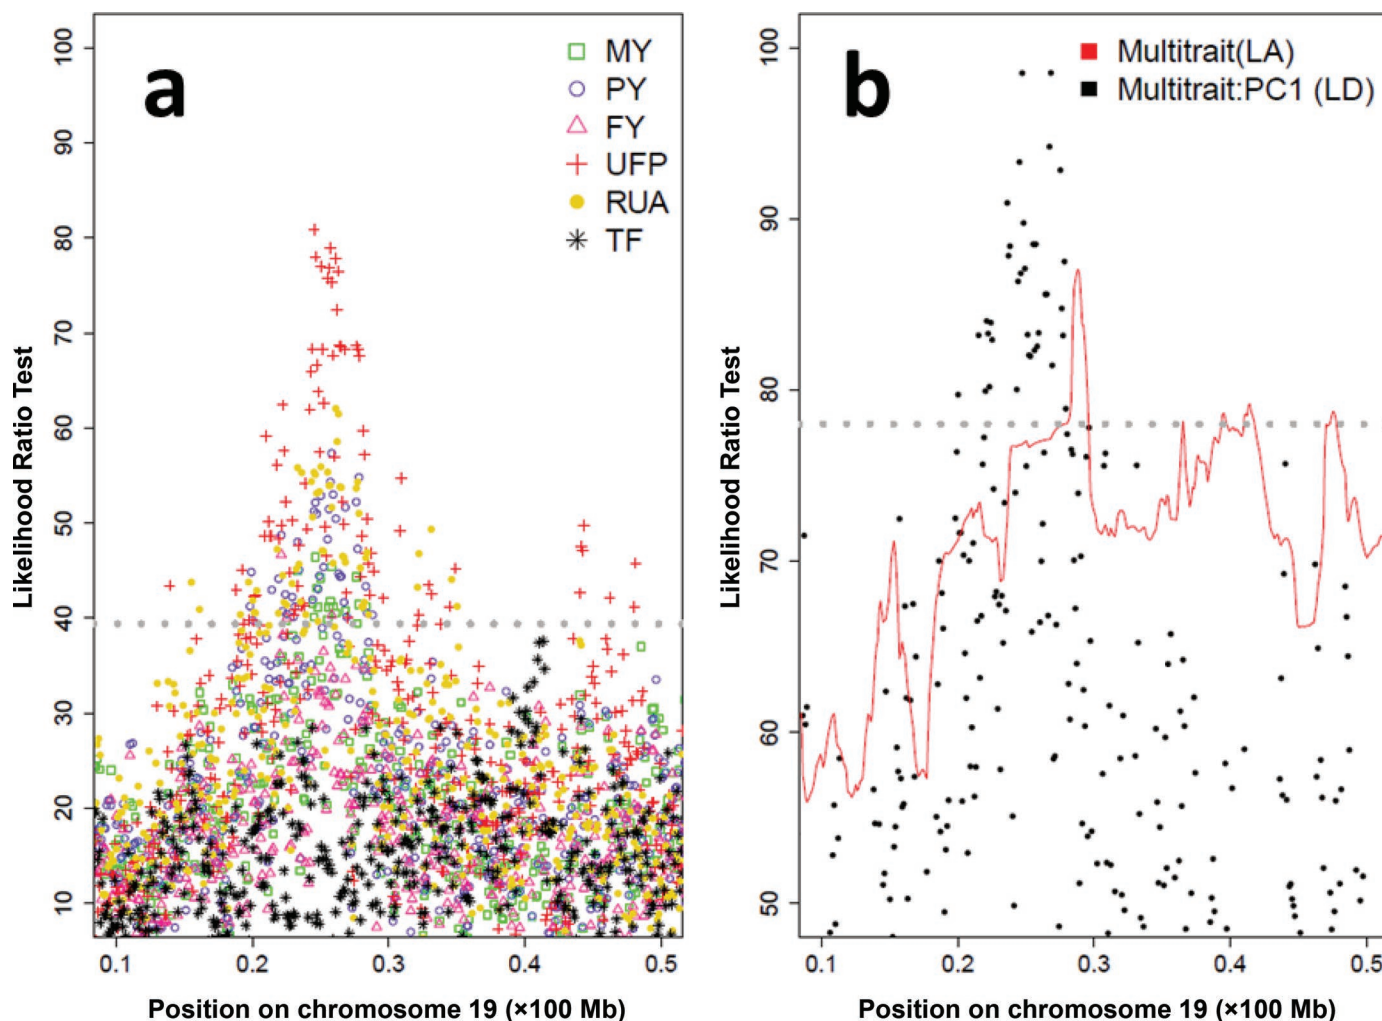 a
MY
PY
FY
UFP
RUA
TF
Likelihood Ratio Test
100
90
80
70
60
50
40
30
20
10
0.1 0.2 0.3 0.4 0.5
Position on chromosome 19 (×100 Mb)
b
Multitrait(LA)
Multitrait:PC1 (LD)
Likelihood Ratio Test
100
90
80
70
60
50
0.1 0.2 0.3 0.4 0.5
Position on chromosome 19 (×100 Mb)